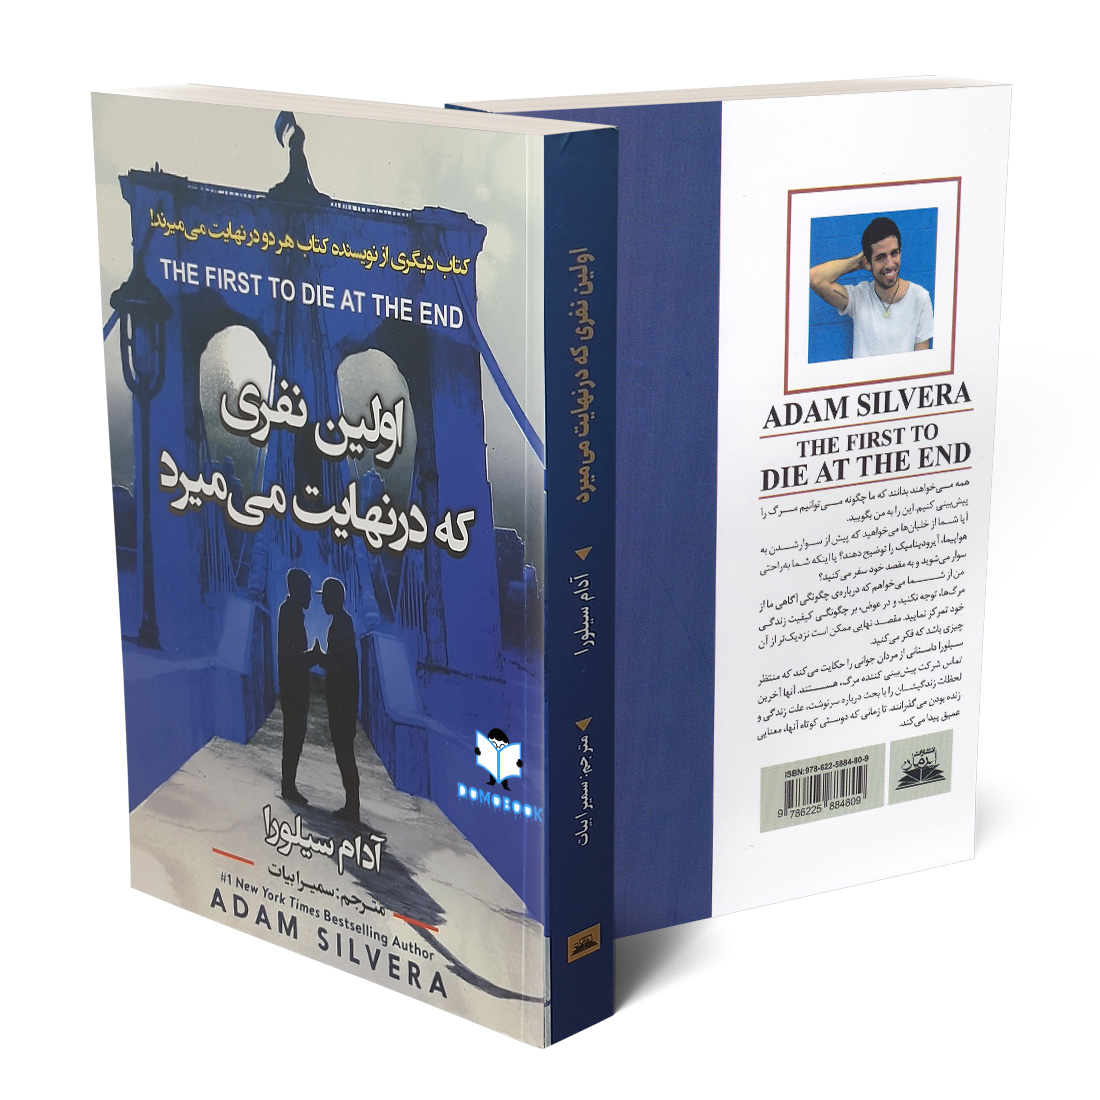 کتاب دیگری از نویسنده کتاب هر دو در نهایت می‌میرند!
THE FIRST TO DIE AT THE END
اولین نفری
که در نهایت می‌میرد
آدام سیلورا
مترجم: سمیرا بیات
#1 New York Times Bestselling Author
ADAM SILVERA
DOMOBOOK
اولین نفری که در نهایت می‌میرد
آدام سیلورا
مترجم: سمیرا بیات
ADAM SILVERA
THE FIRST TO
DIE AT THE END
همه می‌خواهند بدانند که ما چگونه می‌توانیم مرگ را
پیش‌بینی کنیم. این را به من بگویید.
آیا شما از خلبان‌ها می‌خواهید که پیش از سوار شدن به
هواپیما، آیرودینامیک را توضیح دهند؟ یا اینکه شما به‌راحتی
سوار می‌شوید و به مقصد خود سفر می‌کنید؟
من از شما می‌خواهم که درباره‌ی چگونگی آگاهی ما از
مرگ‌ها، توجه نکنید و در عوض، بر چگونگی کیفیت زندگی
خود تمرکز نمایید. مقصد نهایی ممکن است نزدیک‌تر از آن
چیزی باشد که فکر می‌کنید.
سیلورا داستانی از مردان جوانی را حکایت می‌کند که منتظر
تماس شرکت پیش‌بینی کننده مرگ، هستند. آنها آخرین
لحظات زندگیشان را با بحث درباره سرنوشت، علت زندگی و
زنده بودن می‌گذرانند. تا زمانی که دوستی کوتاه آنها، معنایی
عمیق پیدا می‌کند.
ISBN: 978-622-5884-80-9
9 786225 884809
انتشارات
آزرمان